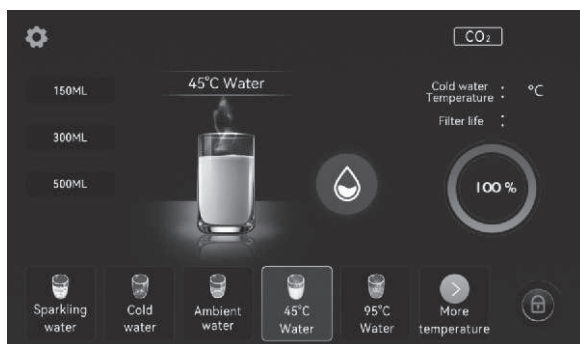 CO₂
45°C Water
150ML
300ML
500ML
Cold water
Temperature : °C
Filter life :
100 %
Sparkling
water
Cold
water
Ambient
water
45°C
Water
95°C
Water
More
temperature